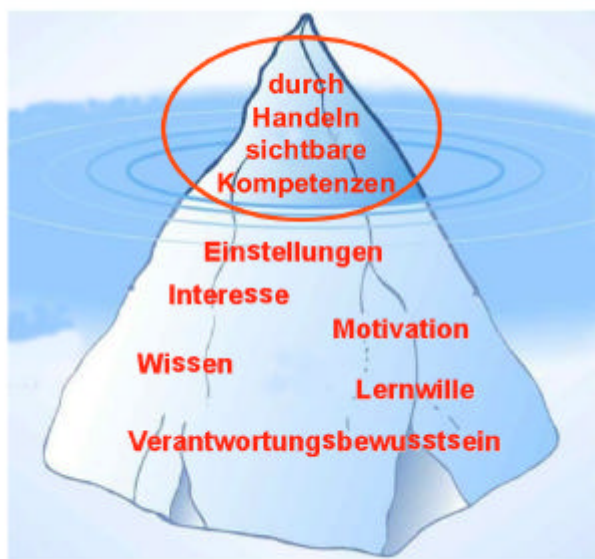 durch
Handeln
sichtbare
Kompetenzen
Einstellungen
Interesse
Motivation
Wissen
Lernwille
Verantwortungsbewusstsein